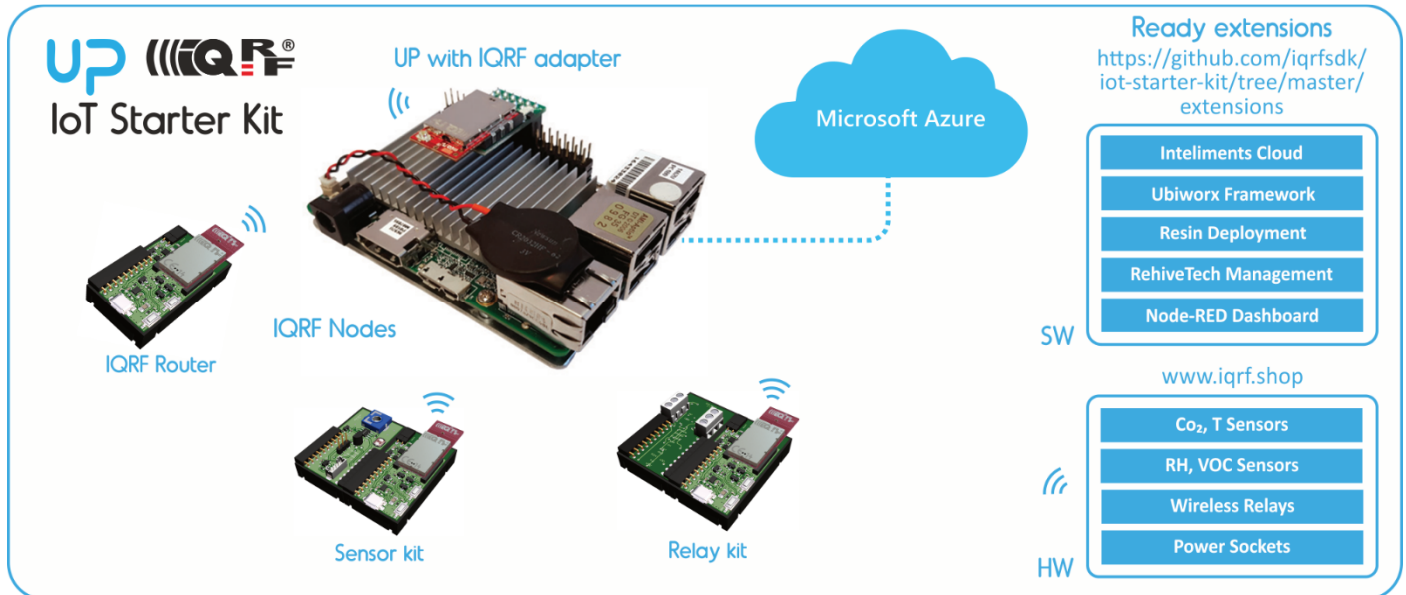 UP IQRF®
IoT Starter Kit
UP with IQRF adapter
Microsoft Azure
IQRF Router
IQRF Nodes
Sensor kit
Relay kit
Ready extensions
https://github.com/iqrfsdk/
iot-starter-kit/tree/master/
extensions
Inteliments Cloud
Ubiworx Framework
Resin Deployment
RehiveTech Management
Node-RED Dashboard
SW
www.iqrf.shop
Co₂, T Sensors
RH, VOC Sensors
Wireless Relays
Power Sockets
HW